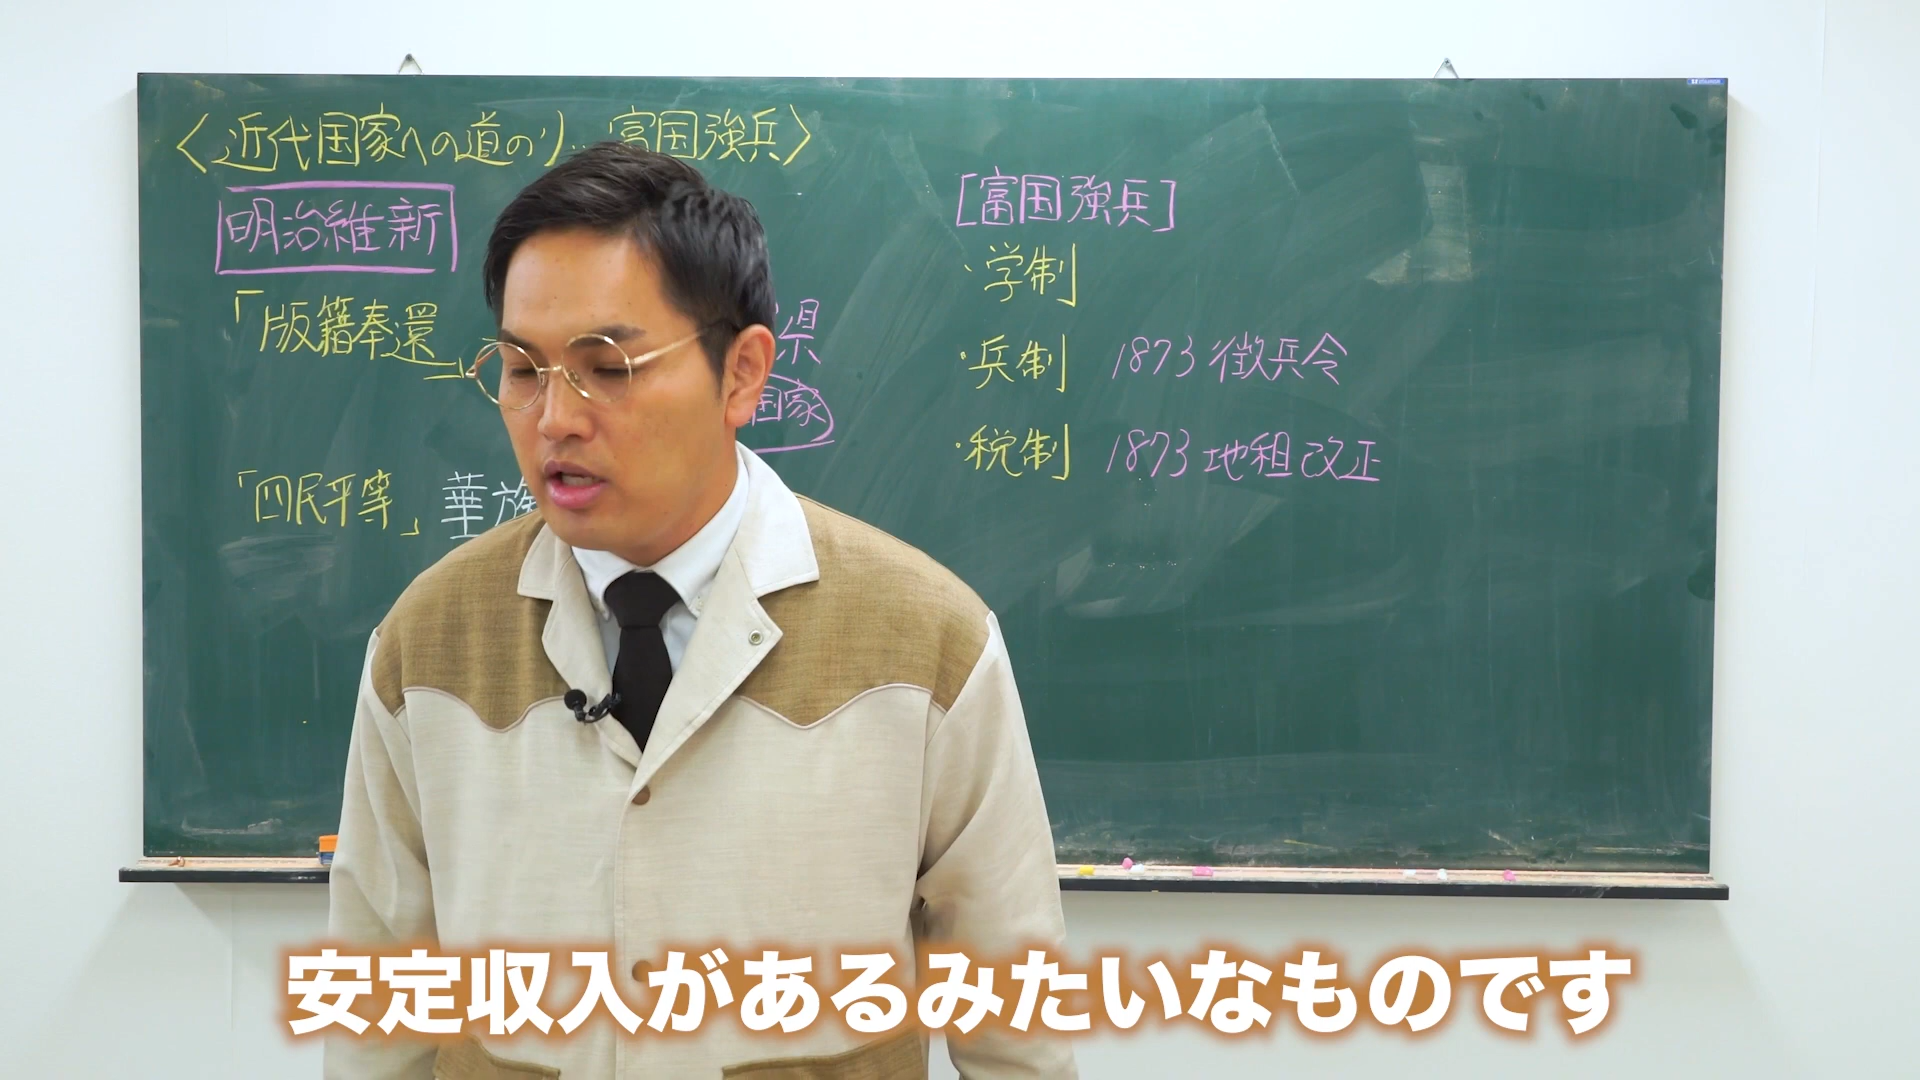 〈近代国家への道のり…富国強兵〉
明治維新
「版籍奉還
県
国家
「四民平等」 華族
[富国強兵]
・学制
・兵制 1873 徴兵令
・税制 1873 地租改正
安定収入があるみたいなものです